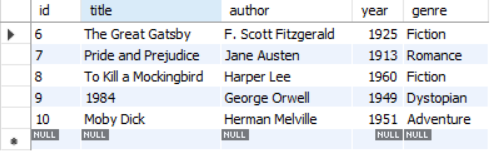 id title author year genre
6 The Great Gatsby F. Scott Fitzgerald 1925 Fiction
7 Pride and Prejudice Jane Austen 1913 Romance
8 To Kill a Mockingbird Harper Lee 1960 Fiction
9 1984 George Orwell 1949 Dystopian
10 Moby Dick Herman Melville 1951 Adventure
NULL NULL NULL NULL NULL